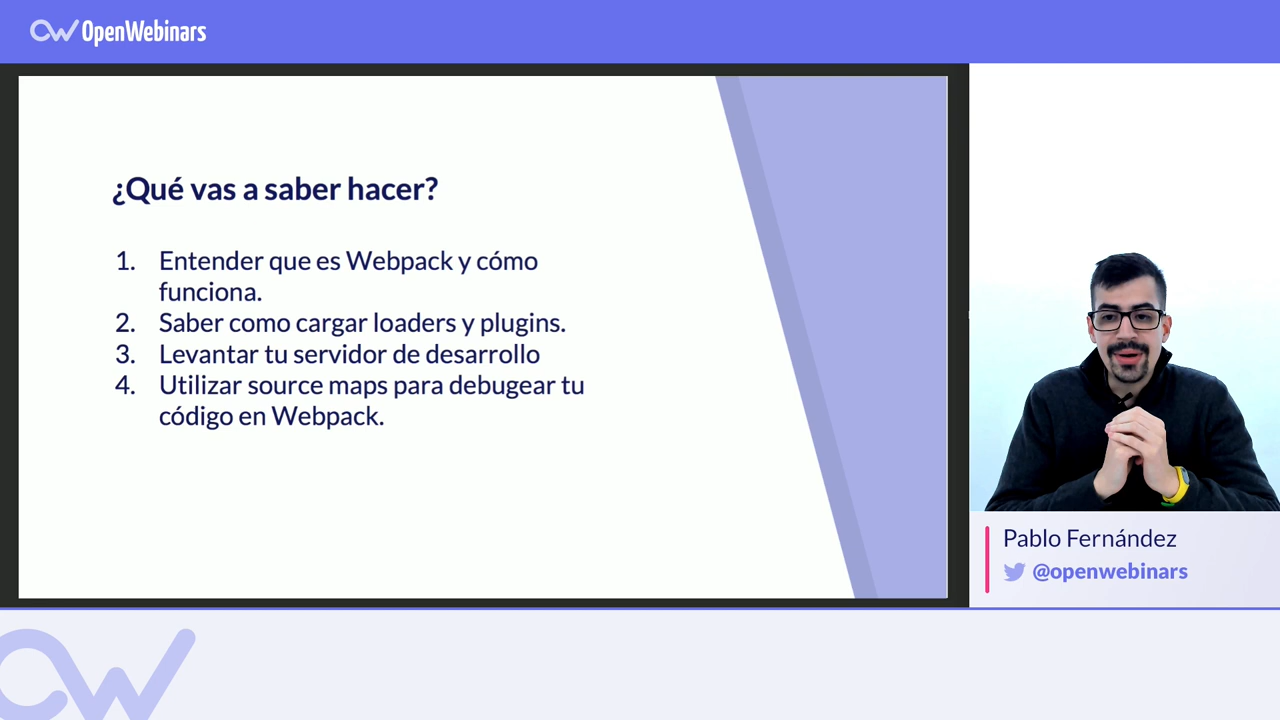 OpenWebinars
¿Qué vas a saber hacer?
1. Entender que es Webpack y cómo
funciona.
2. Saber como cargar loaders y plugins.
3. Levantar tu servidor de desarrollo
4. Utilizar source maps para debugear tu
código en Webpack.
Pablo Fernández
@openwebinars